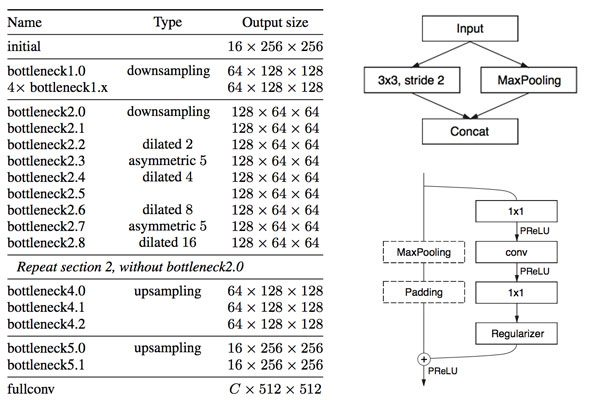 Name Type Output size
initial 16 × 256 × 256
bottleneck1.0 downsampling 64 × 128 × 128
4× bottleneck1.x 64 × 128 × 128
bottleneck2.0 downsampling 128 × 64 × 64
bottleneck2.1 128 × 64 × 64
bottleneck2.2 dilated 2 128 × 64 × 64
bottleneck2.3 asymmetric 5 128 × 64 × 64
bottleneck2.4 dilated 4 128 × 64 × 64
bottleneck2.5 128 × 64 × 64
bottleneck2.6 dilated 8 128 × 64 × 64
bottleneck2.7 asymmetric 5 128 × 64 × 64
bottleneck2.8 dilated 16 128 × 64 × 64
Repeat section 2, without bottleneck2.0
bottleneck4.0 upsampling 64 × 128 × 128
bottleneck4.1 64 × 128 × 128
bottleneck4.2 64 × 128 × 128
bottleneck5.0 upsampling 16 × 256 × 256
bottleneck5.1 16 × 256 × 256
fullconv C × 512 × 512
Input
3x3, stride 2 MaxPooling
Concat
1x1
PReLU
MaxPooling conv
PReLU
Padding 1x1
Regularizer
+
PReLU